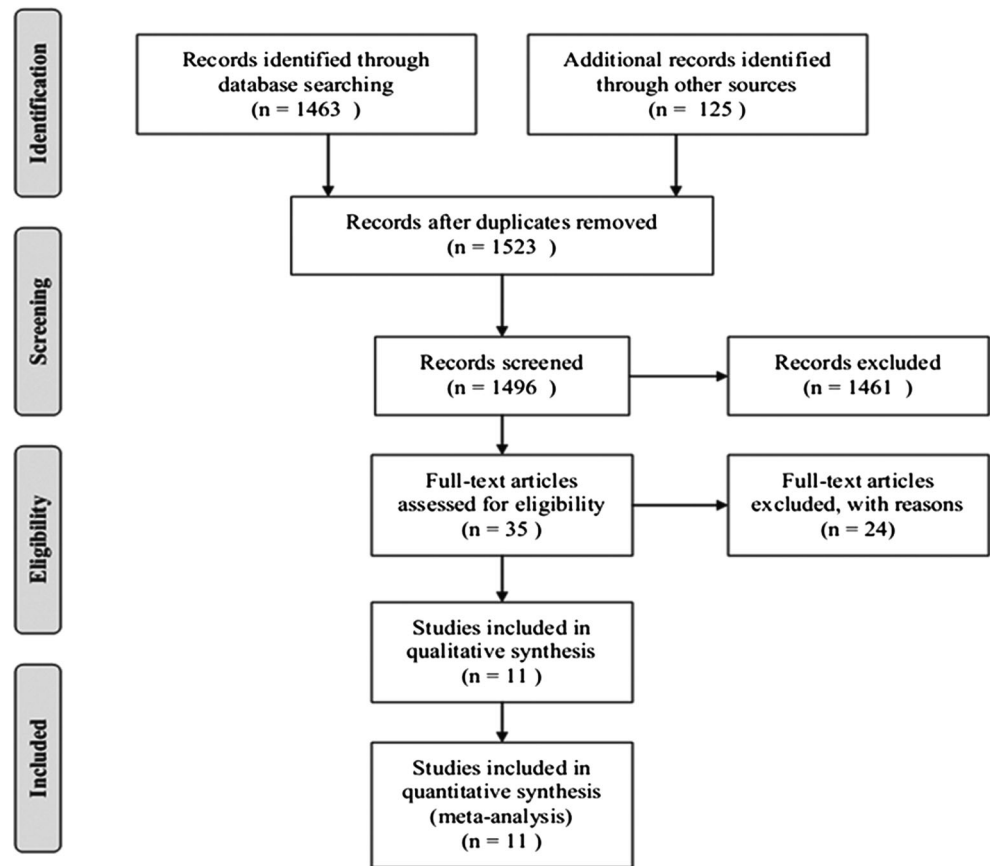 Identification
Records identified through
database searching
(n = 1463 )
Additional records identified
through other sources
(n = 125 )
Records after duplicates removed
(n = 1523 )
Screening
Records screened
(n = 1496 )
Records excluded
(n = 1461 )
Eligibility
Full-text articles
assessed for eligibility
(n = 35 )
Full-text articles
excluded, with reasons
(n = 24)
Studies included in
qualitative synthesis
(n = 11 )
Included
Studies included in
quantitative synthesis
(meta-analysis)
(n = 11 )